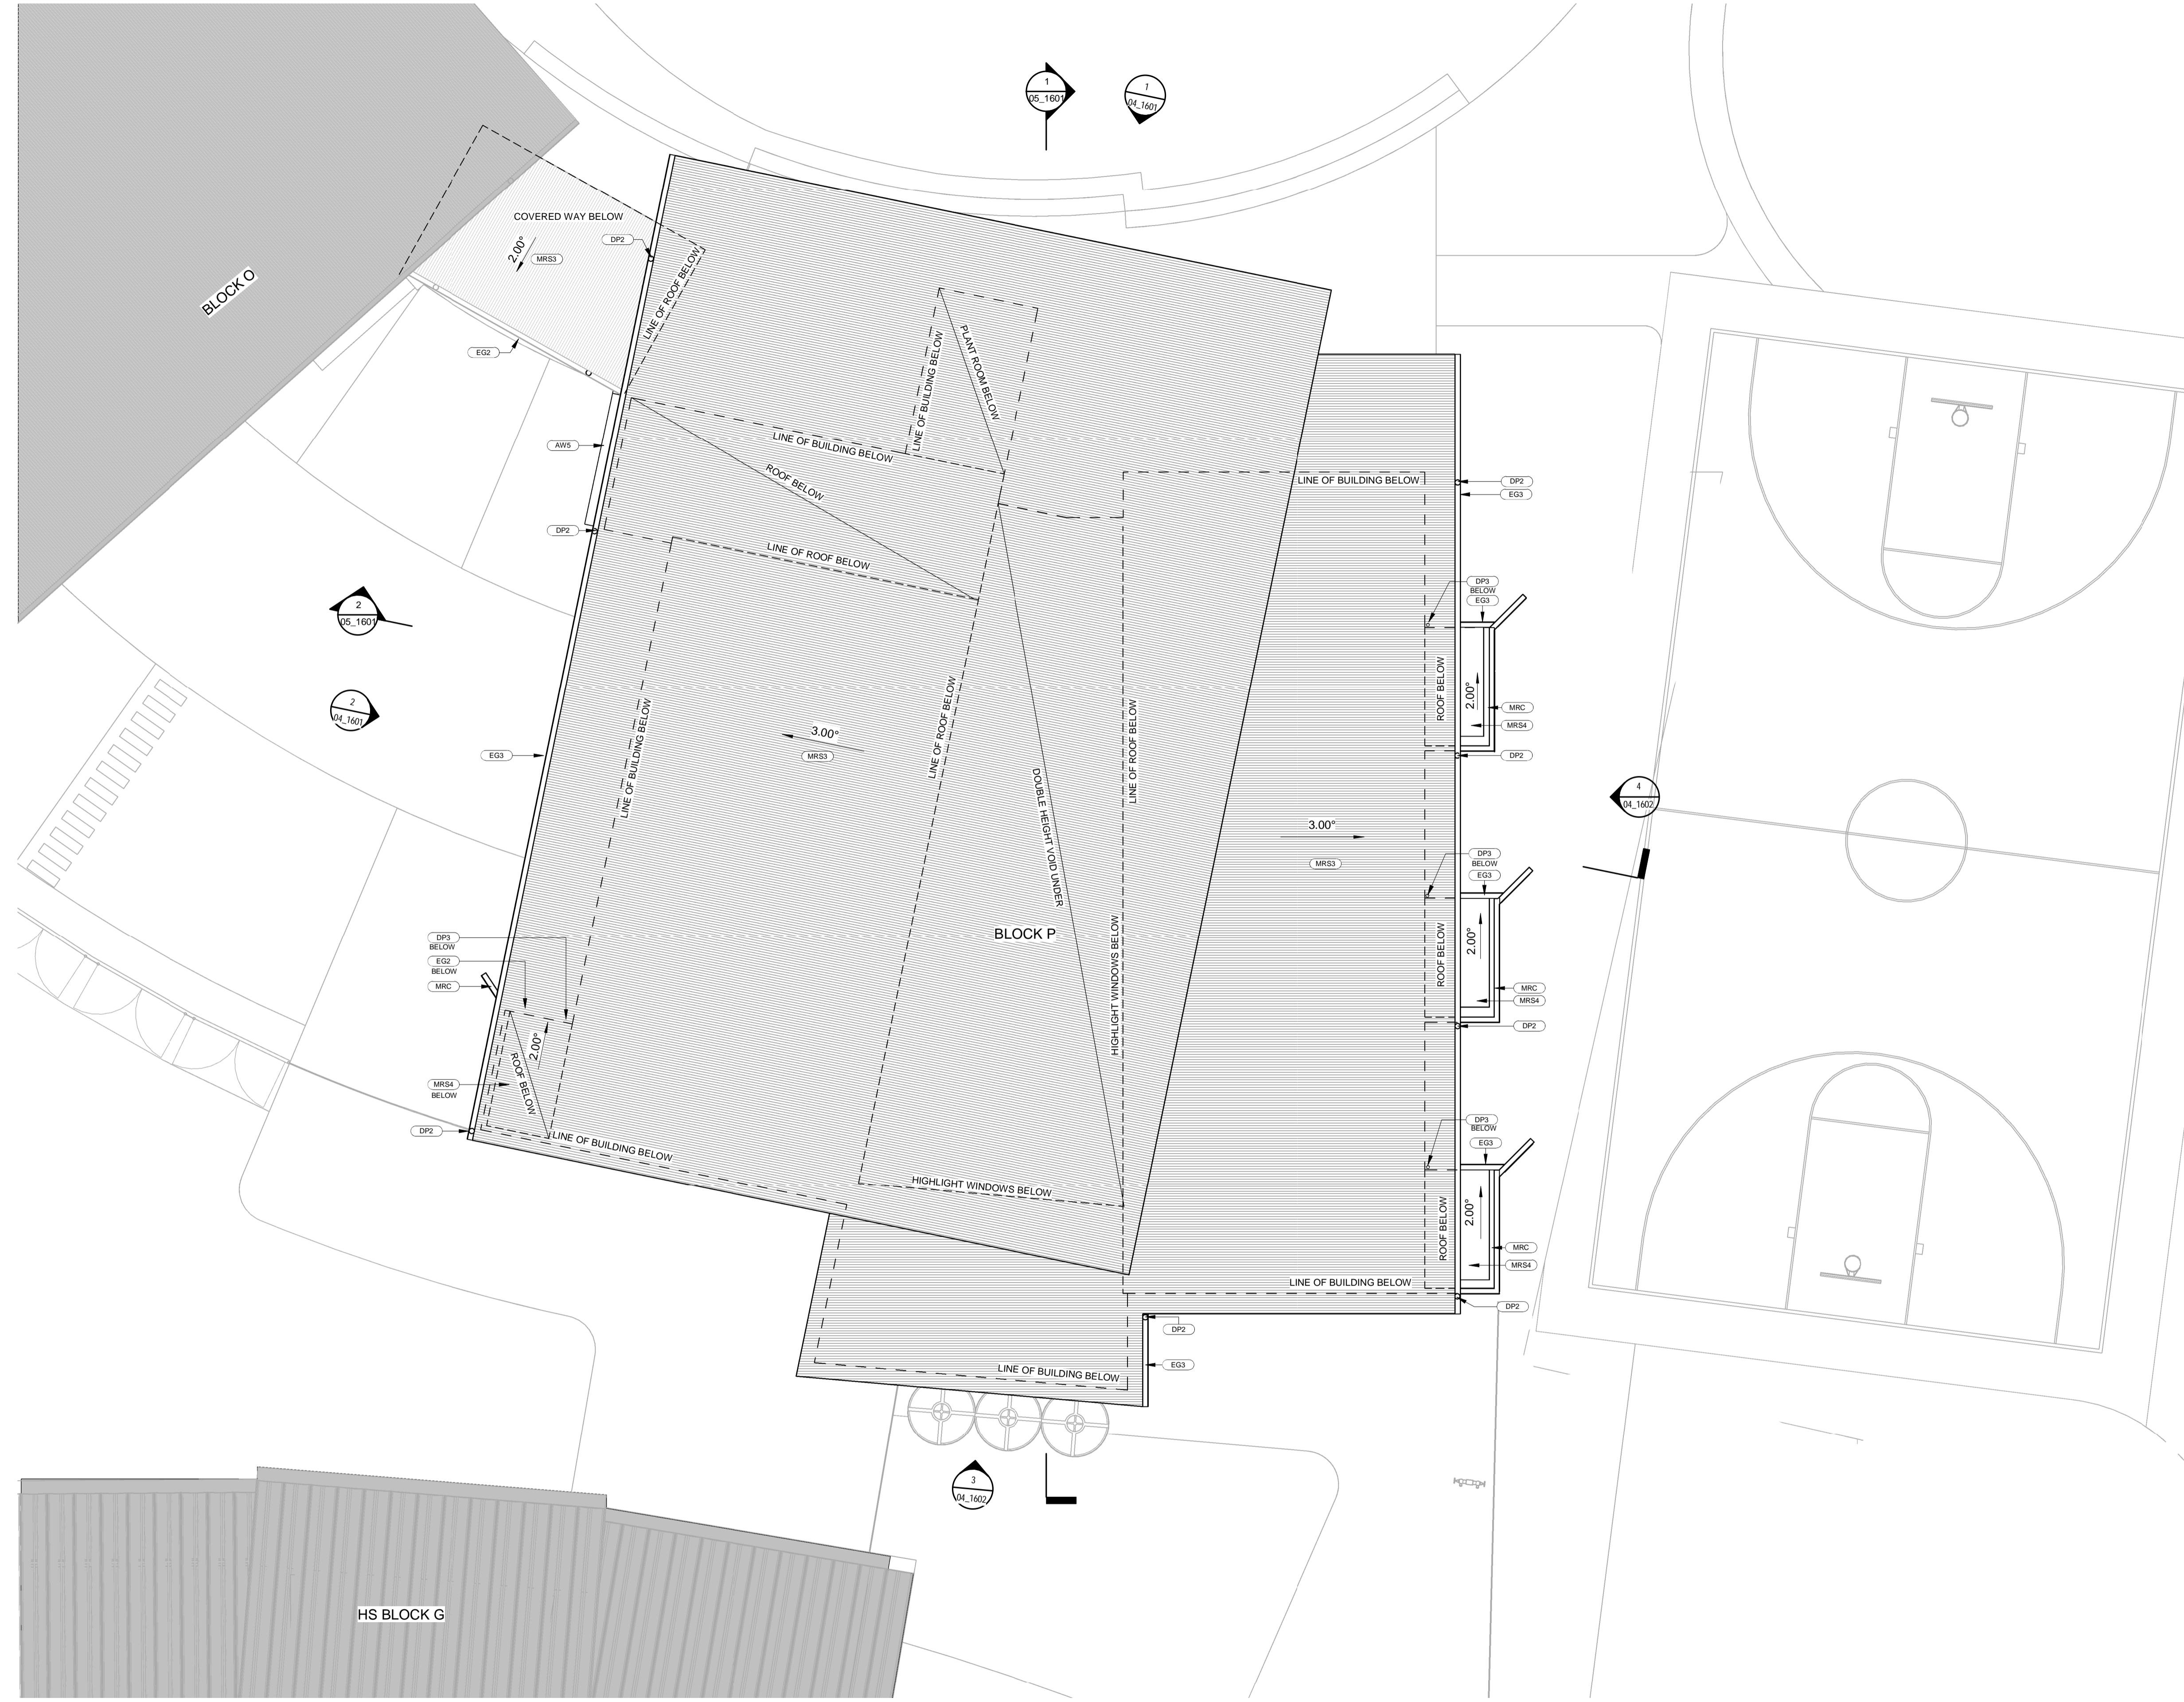 1
05_1601
1
04_1601
COVERED WAY BELOW
DP2
2.00°
MRS3
LINE OF ROOF BELOW
BLOCK O
EG2
LINE OF BUILDING BELOW
PLANT ROOM BELOW
AW5
LINE OF BUILDING BELOW
ROOF BELOW
LINE OF BUILDING BELOW
DP2
EG3
DP2
LINE OF ROOF BELOW
DP3
BELOW
EG3
2
05_1601
ROOF BELOW
2.00°
MRC
MRS4
2
04_1601
LINE OF BUILDING BELOW
LINE OF ROOF BELOW
LINE OF ROOF BELOW
3.00°
MRS3
EG3
DP2
DOUBLE HEIGHT VOID UNDER
4
04_1602
3.00°
MRS3
DP3
BELOW
EG3
BLOCK P
HIGHLIGHT WINDOWS BELOW
ROOF BELOW
2.00°
MRC
MRS4
DP2
DP3
BELOW
EG2
BELOW
MRC
2.00°
ROOF BELOW
MRS4
BELOW
DP2
LINE OF BUILDING BELOW
DP3
BELOW
EG3
HIGHLIGHT WINDOWS BELOW
ROOF BELOW
2.00°
MRC
MRS4
LINE OF BUILDING BELOW
DP2
DP2
EG3
LINE OF BUILDING BELOW
3
04_1602
HS BLOCK G